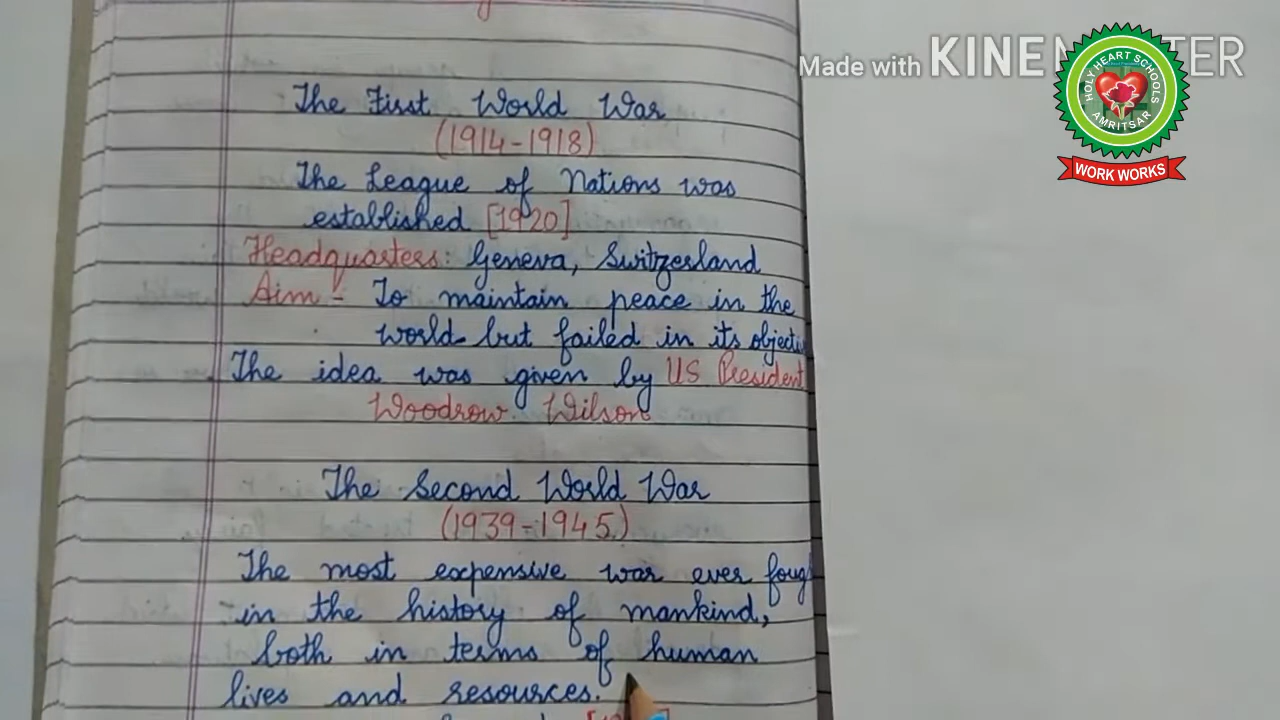 Made with KINEMASTER
HOLY HEART SCHOOLS
AMRITSAR
WORK WORKS
The First World War
(1914-1918)
The League of Nations was
established [1920]
Headquarters: Geneva, Switzerland
Aim - To maintain peace in the
world but failed in its objecti
The idea was given by US President
Woodrow Wilson
The Second World War
(1939-1945)
The most expensive war ever foug
in the history of mankind,
both in terms of human
lives and resources.